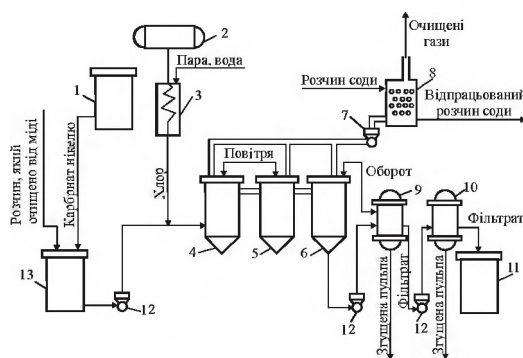 Очищені
гази
2
Пара, вода
Розчин соди
8
Відпрацьований
розчин соди
1
3
7
Повітря
Оборот
9
10
Розчин, який
очищено від міді
Карбонат нікелю
Хлор
Фільтрат
4
5
6
13
12
12
12
11
Згущена пульпа
Фільтрат
Згущена пульпа